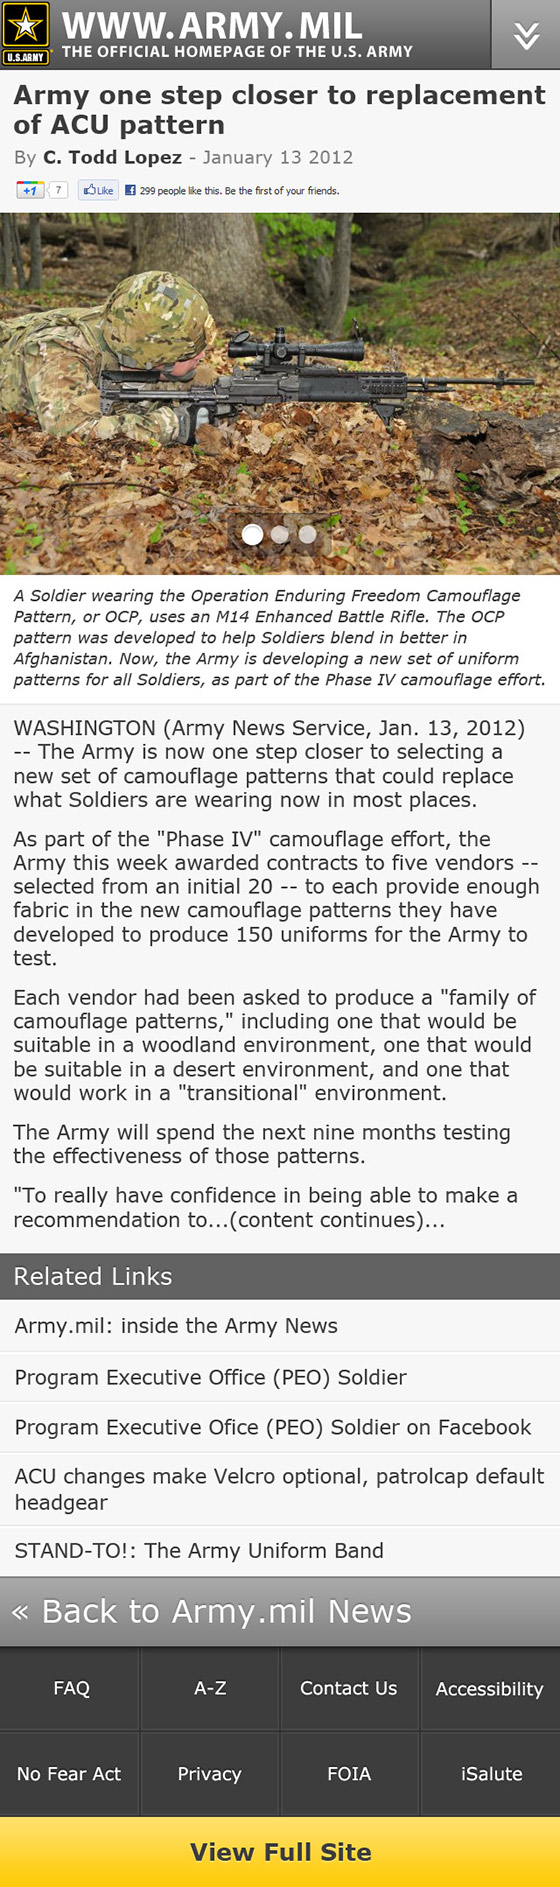 U.S.ARMY
WWW.ARMY.MIL
THE OFFICIAL HOMEPAGE OF THE U.S. ARMY
Army one step closer to replacement
of ACU pattern
By C. Todd Lopez - January 13 2012
+1 7 Like 299 people like this. Be the first of your friends.
A Soldier wearing the Operation Enduring Freedom Camouflage
Pattern, or OCP, uses an M14 Enhanced Battle Rifle. The OCP
pattern was developed to help Soldiers blend in better in
Afghanistan. Now, the Army is developing a new set of uniform
patterns for all Soldiers, as part of the Phase IV camouflage effort.
WASHINGTON (Army News Service, Jan. 13, 2012)
-- The Army is now one step closer to selecting a
new set of camouflage patterns that could replace
what Soldiers are wearing now in most places.
As part of the "Phase IV" camouflage effort, the
Army this week awarded contracts to five vendors --
selected from an initial 20 -- to each provide enough
fabric in the new camouflage patterns they have
developed to produce 150 uniforms for the Army to
test.
Each vendor had been asked to produce a "family of
camouflage patterns," including one that would be
suitable in a woodland environment, one that would
be suitable in a desert environment, and one that
would work in a "transitional" environment.
The Army will spend the next nine months testing
the effectiveness of those patterns.
"To really have confidence in being able to make a
recommendation to...(content continues)...
Related Links
Army.mil: inside the Army News
Program Executive Office (PEO) Soldier
Program Executive Ofice (PEO) Soldier on Facebook
ACU changes make Velcro optional, patrolcap default
headgear
STAND-TO!: The Army Uniform Band
« Back to Army.mil News
FAQ A-Z Contact Us Accessibility
No Fear Act Privacy FOIA iSalute
View Full Site